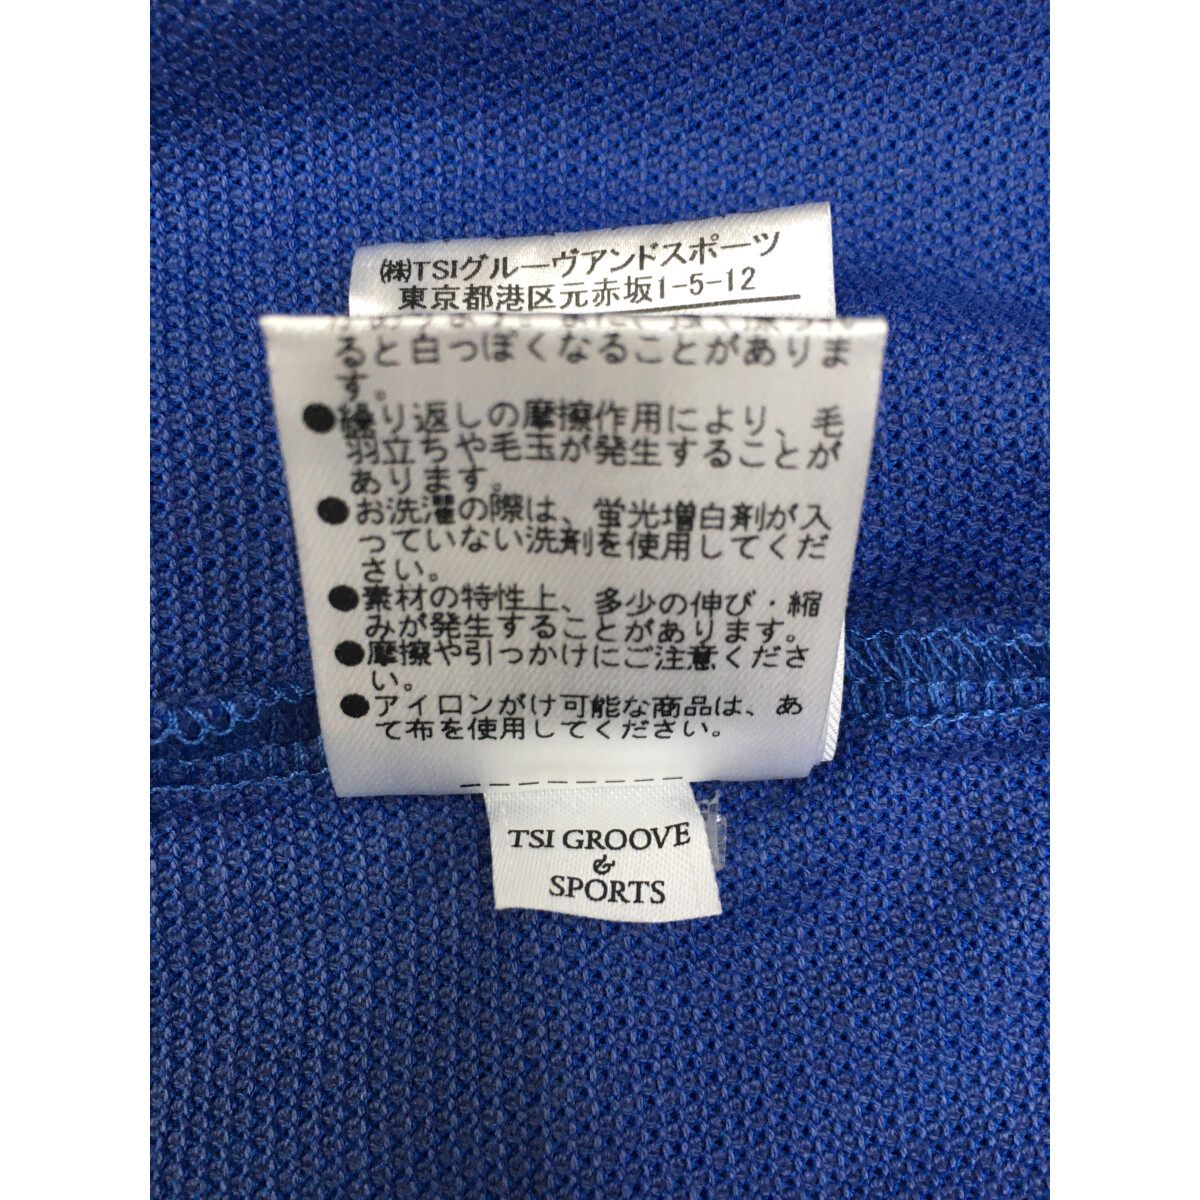 ㈱TSIグルーヴアンドスポーツ
東京都港区元赤坂1-5-12
ると白っぽくなることがありま
す。
●繰り返しの摩擦作用により、毛
羽立ちや毛玉が発生することが
あります。
●お洗濯の際は、蛍光増白剤が入
っていない洗剤を使用してくだ
さい。
●素材の特性上、多少の伸び・縮
みが発生することがあります。
●摩擦や引っかけにご注意くださ
い。
●アイロンがけ可能な商品は、あ
て布を使用してください。
TSI GROOVE
&
SPORTS